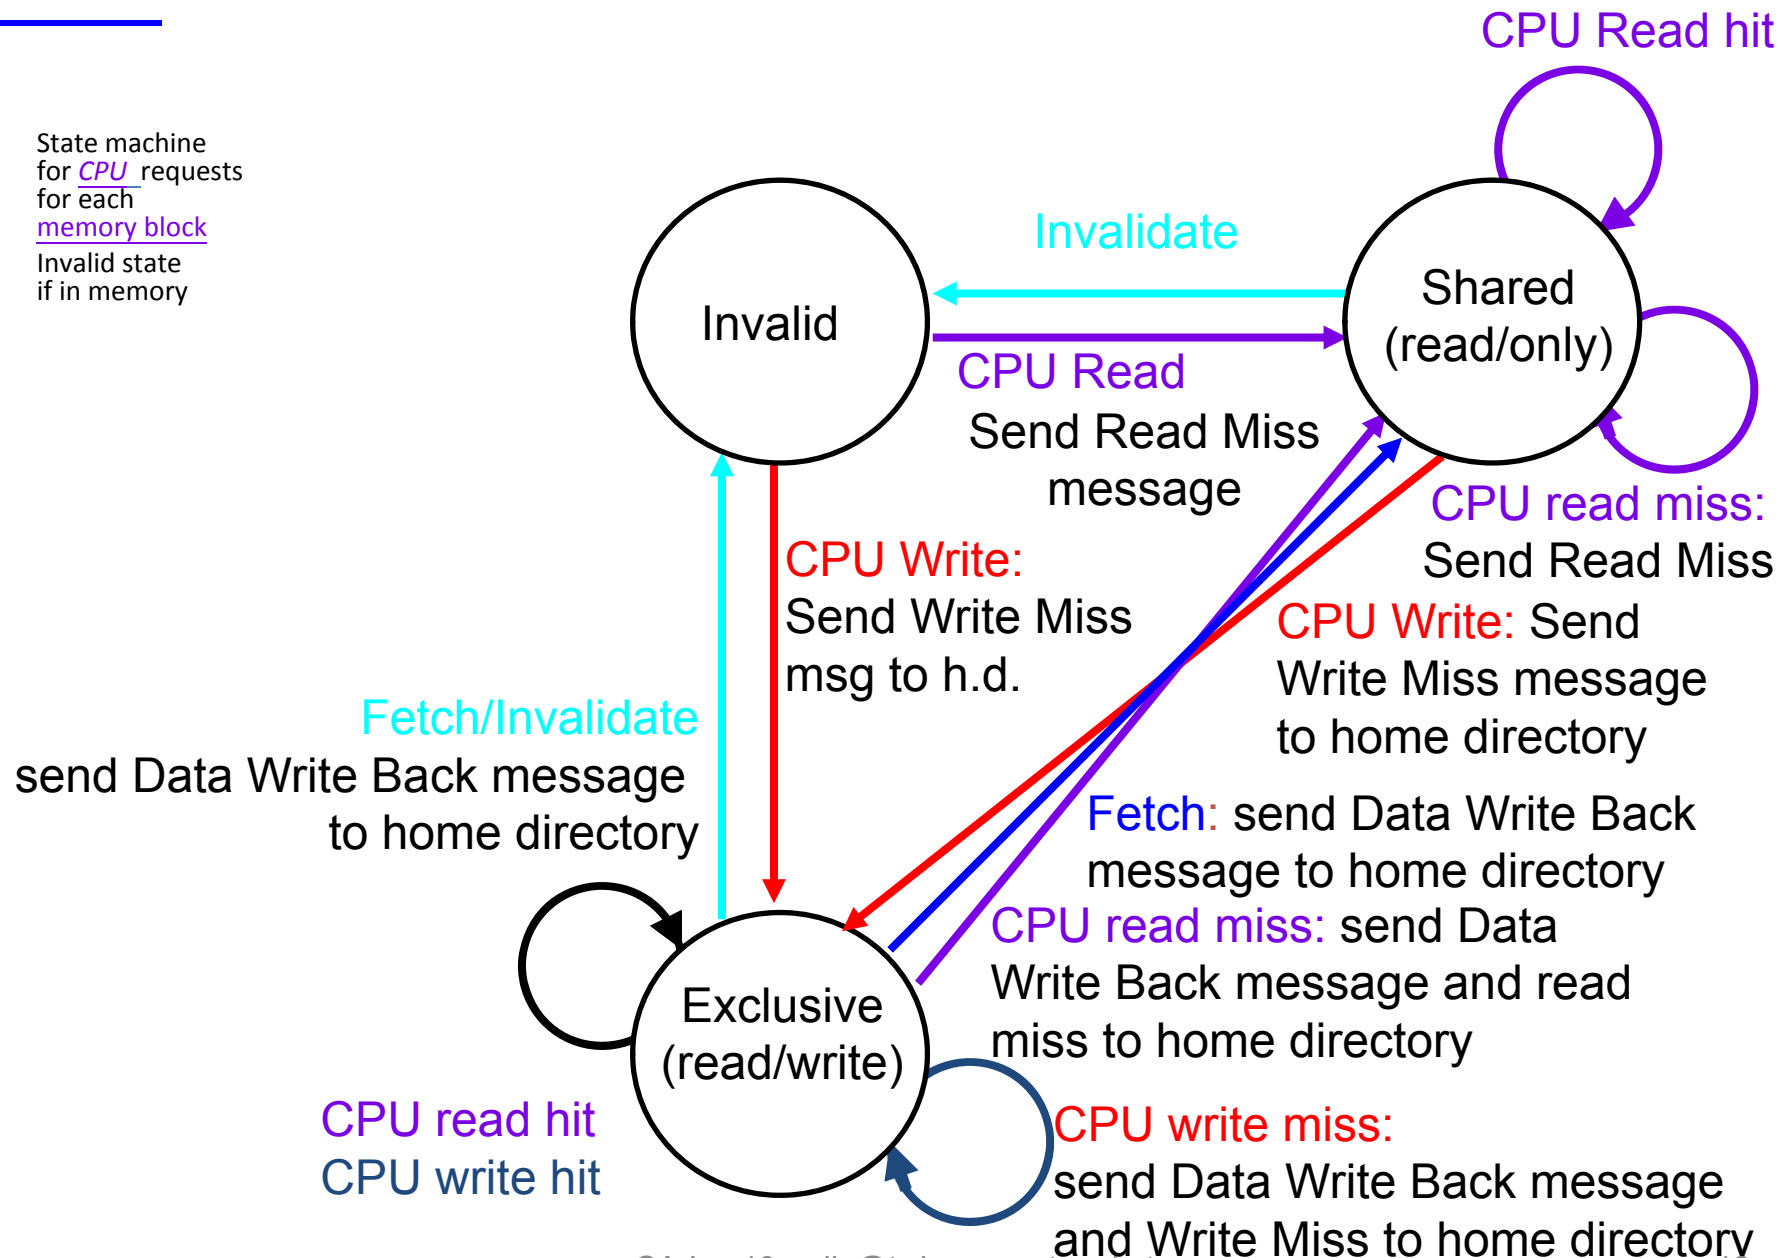 CPU Read hit
State machine
for CPU requests
for each
memory block
Invalid state
if in memory
Invalidate
Invalid
Shared
(read/only)
CPU Read
Send Read Miss
message
CPU read miss:
Send Read Miss
CPU Write:
Send Write Miss
msg to h.d.
CPU Write: Send
Write Miss message
to home directory
Fetch/Invalidate
send Data Write Back message
to home directory
Fetch: send Data Write Back
message to home directory
CPU read miss: send Data
Write Back message and read
miss to home directory
Exclusive
(read/write)
CPU read hit
CPU write hit
CPU write miss:
send Data Write Back message
and Write Miss to home directory